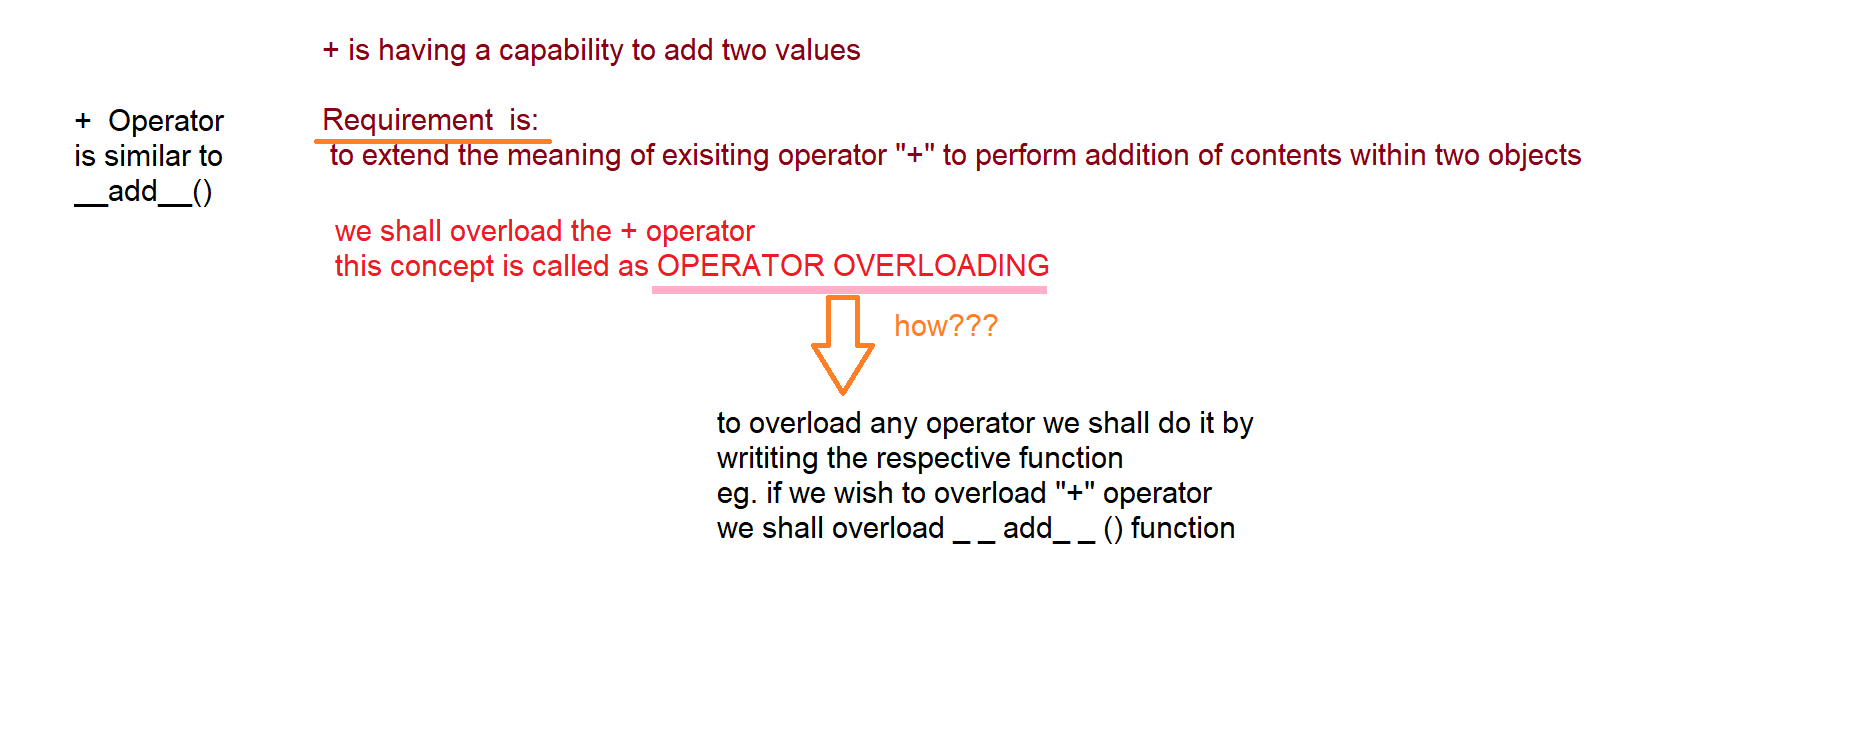 + is having a capability to add two values
+ Operator
is similar to
__add__()
Requirement is:
to extend the meaning of exisiting operator "+" to perform addition of contents within two objects
we shall overload the + operator
this concept is called as OPERATOR OVERLOADING
how???
to overload any operator we shall do it by
writiting the respective function
eg. if we wish to overload "+" operator
we shall overload _ _ add_ _ () function